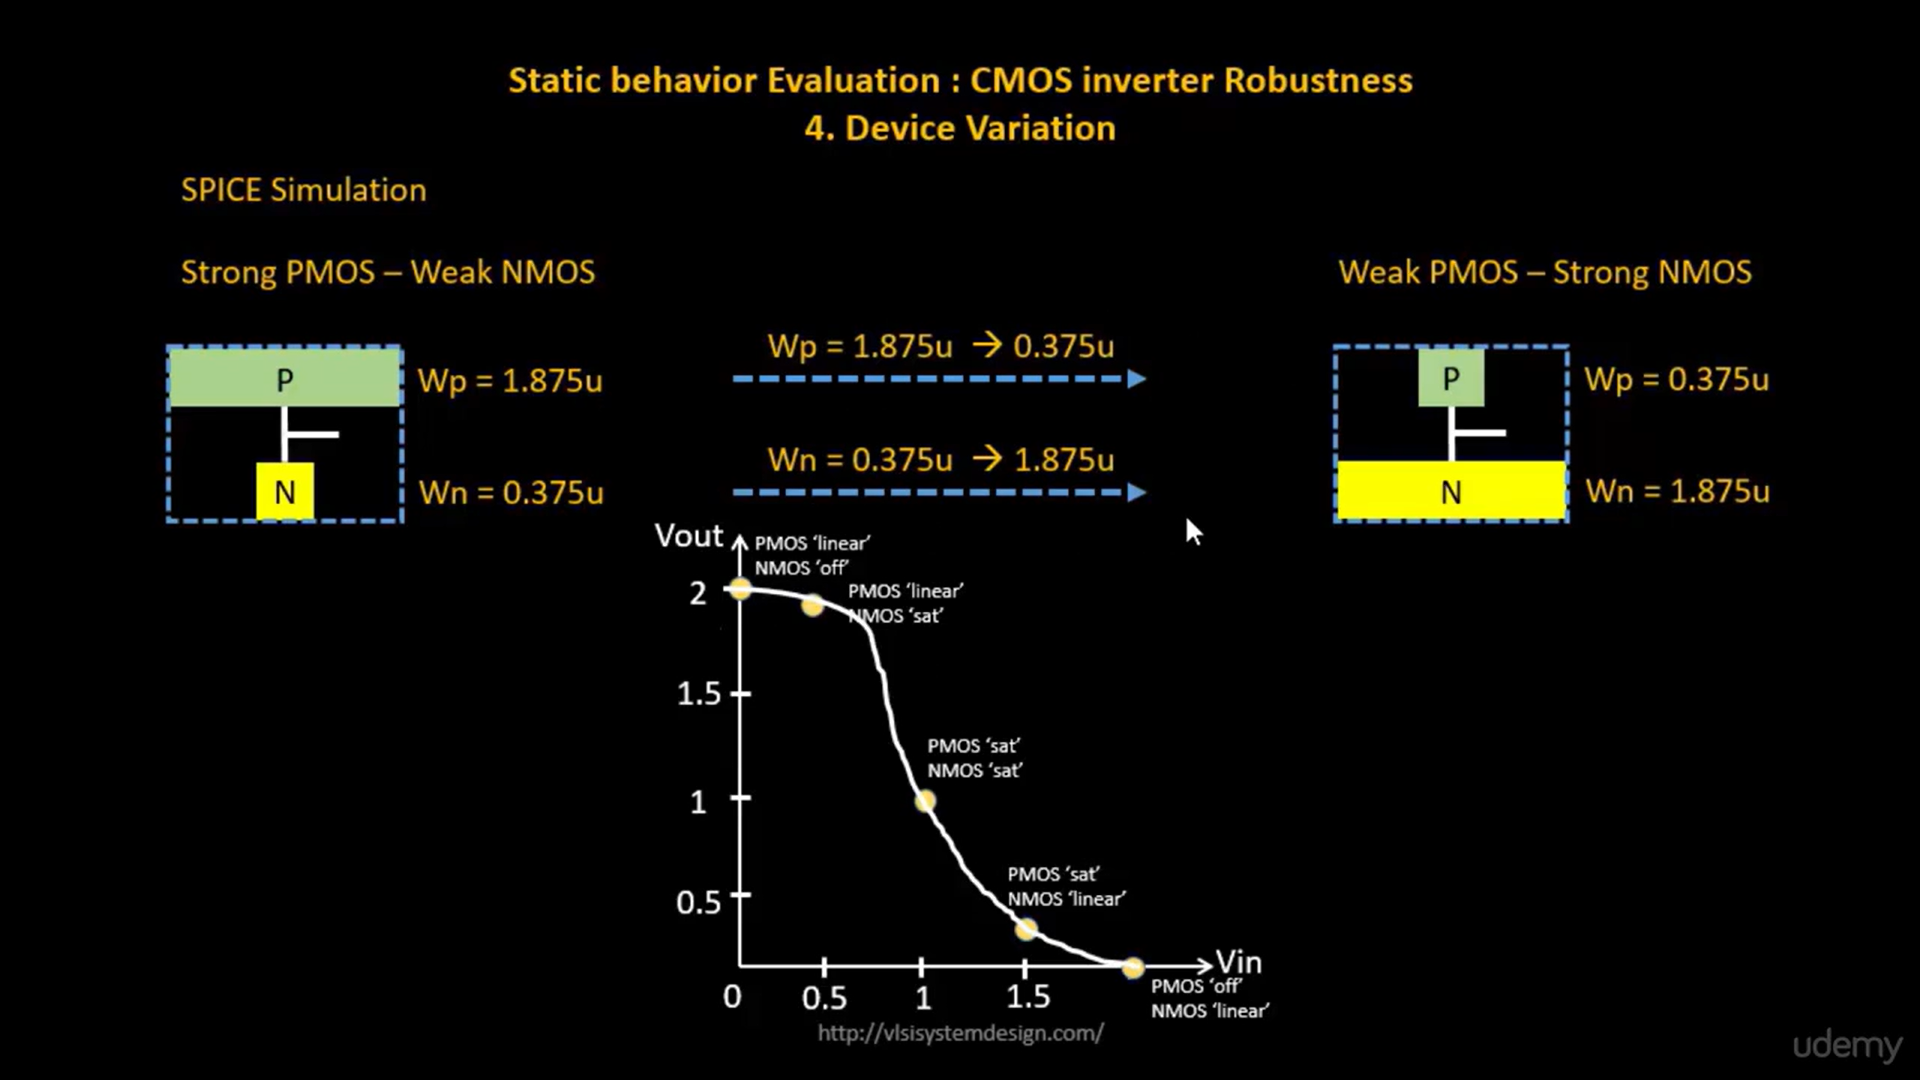 Static behavior Evaluation : CMOS inverter Robustness
4. Device Variation
SPICE Simulation
Strong PMOS – Weak NMOS
Weak PMOS – Strong NMOS
Wp = 1.875u → 0.375u
P
Wp = 1.875u
P
Wp = 0.375u
Wn = 0.375u → 1.875u
N
Wn = 0.375u
N
Wn = 1.875u
Vout
PMOS ‘linear’
NMOS ‘off’
2
PMOS ‘linear’
NMOS ‘sat’
1.5
PMOS ‘sat’
NMOS ‘sat’
1
PMOS ‘sat’
NMOS ‘linear’
0.5
Vin
PMOS ‘off’
NMOS ‘linear’
0 0.5 1 1.5
http://vlsisystemdesign.com/
udemy